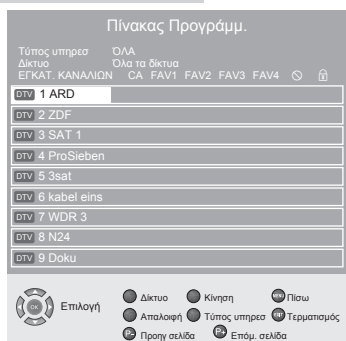 Πίνακας Προγράμμ.
Τύπος υπηρεσ ΌΛΑ
Δίκτυο Όλα τα δίκτυα
ΕΓΚΑΤ. ΚΑΝΑΛΙΩΝ CA FAV1 FAV2 FAV3 FAV4
DTV 1 ARD
DTV 2 ZDF
DTV 3 SAT 1
DTV 4 ProSieben
DTV 5 3sat
DTV 6 kabel eins
DTV 7 WDR 3
DTV 8 N24
DTV 9 Doku
OK Επιλογή
Δίκτυο Κίνηση MENU Πίσω
Απαλοιφή Τύπος υπηρεσ EXIT Τερματισμός
P- Προηγ σελίδα P+ Επόμ. σελίδα